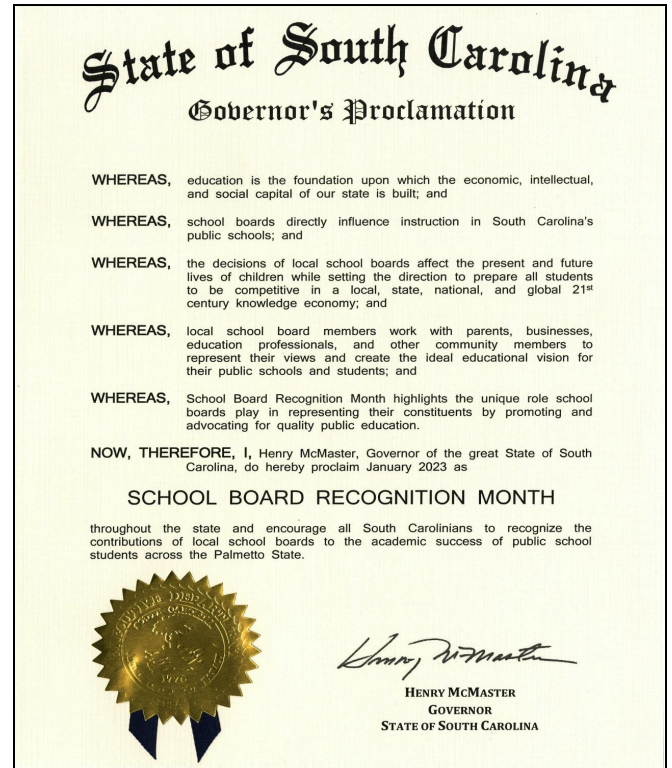 State of South Carolina
Governor's Proclamation
WHEREAS, education is the foundation upon which the economic, intellectual,
and social capital of our state is built; and
WHEREAS, school boards directly influence instruction in South Carolina's
public schools; and
WHEREAS, the decisions of local school boards affect the present and future
lives of children while setting the direction to prepare all students
to be competitive in a local, state, national, and global 21st
century knowledge economy; and
WHEREAS, local school board members work with parents, businesses,
education professionals, and other community members to
represent their views and create the ideal educational vision for
their public schools and students; and
WHEREAS, School Board Recognition Month highlights the unique role school
boards play in representing their constituents by promoting and
advocating for quality public education.
NOW, THEREFORE, I, Henry McMaster, Governor of the great State of South
Carolina, do hereby proclaim January 2023 as
SCHOOL BOARD RECOGNITION MONTH
throughout the state and encourage all South Carolinians to recognize the
contributions of local school boards to the academic success of public school
students across the Palmetto State.
Henry McMaster
HENRY MCMASTER
GOVERNOR
STATE OF SOUTH CAROLINA